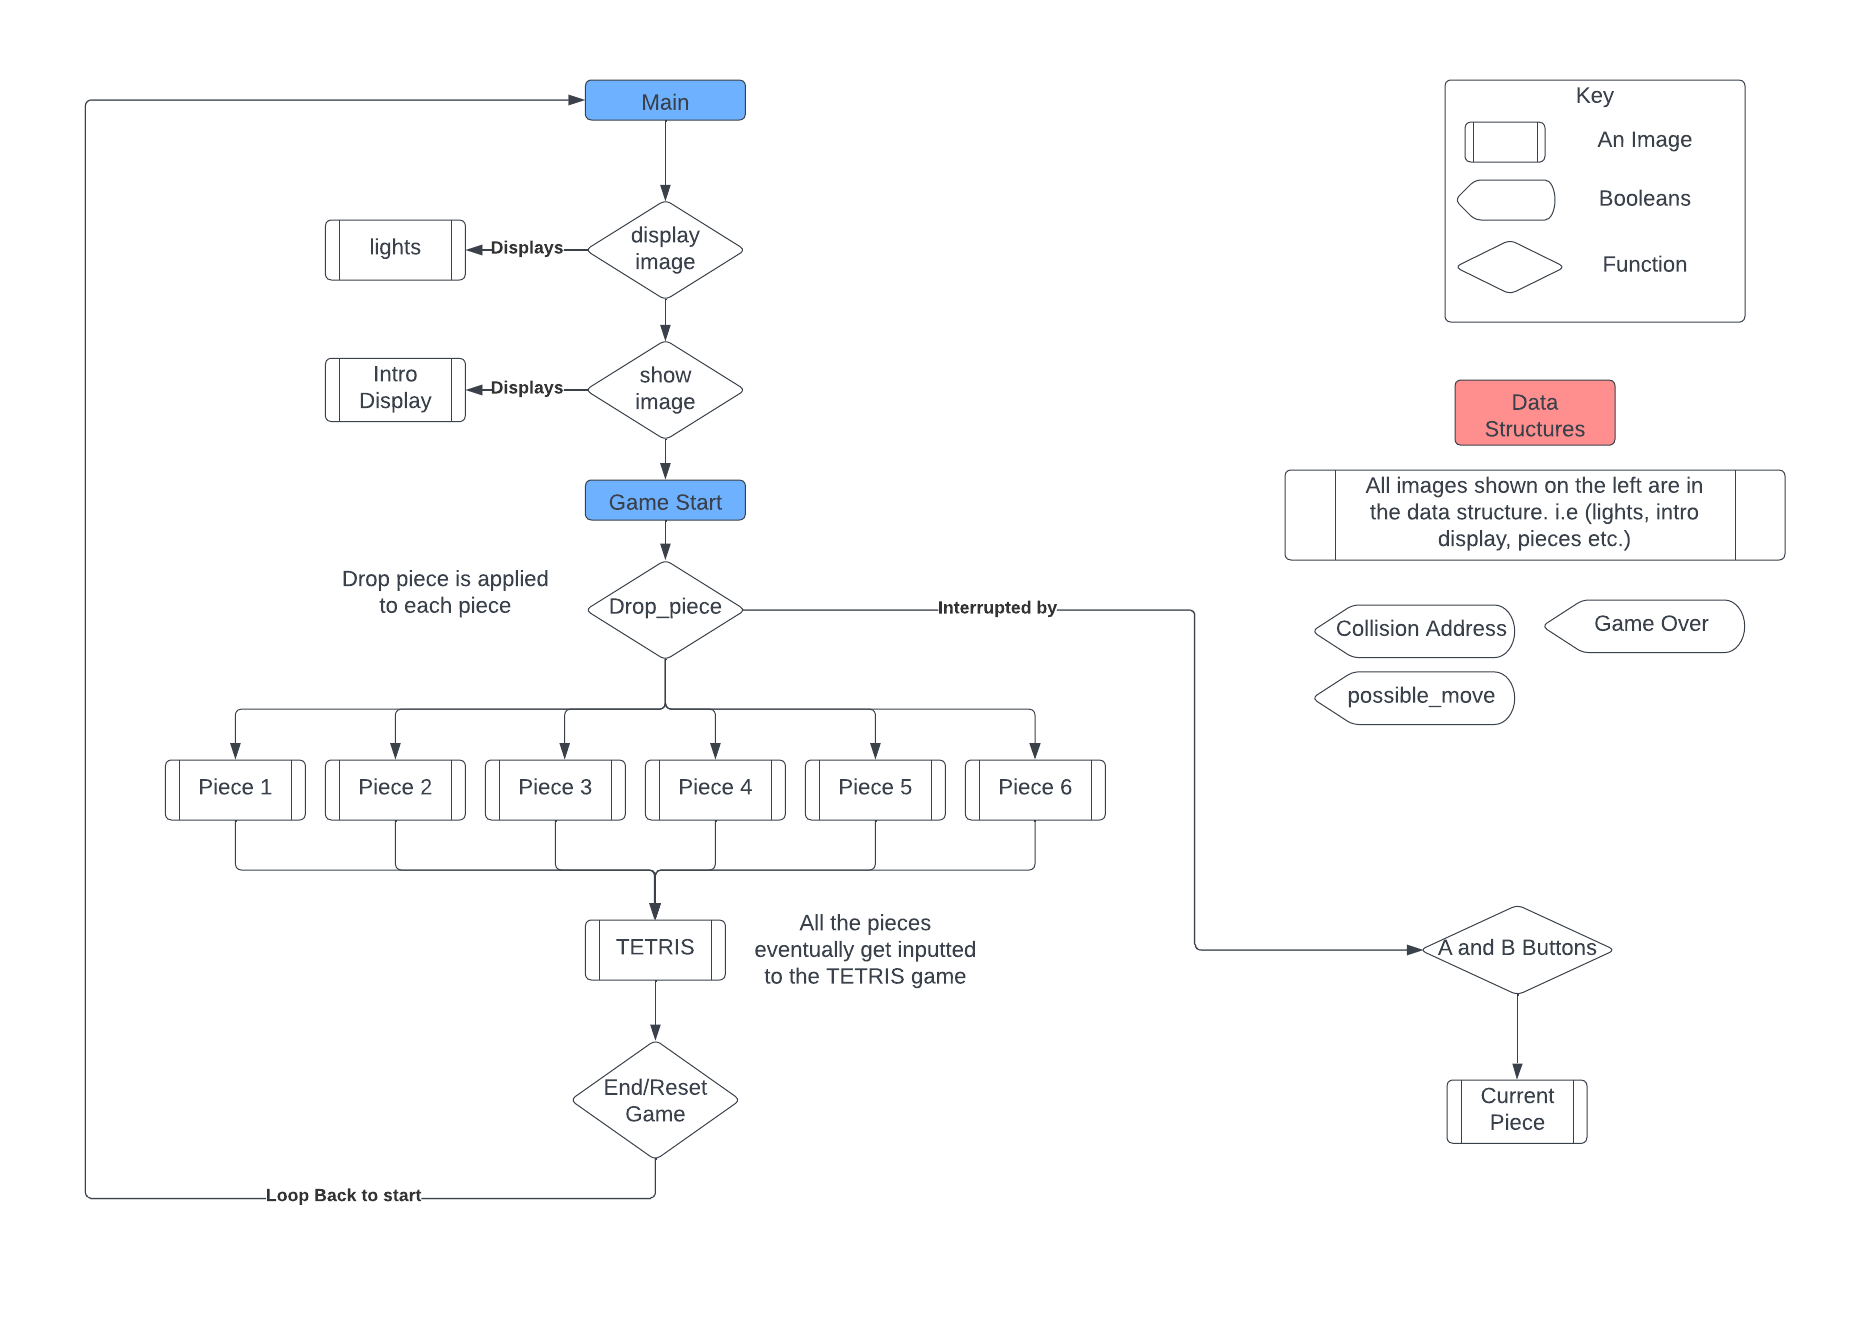 Main
display
image
lights
Displays
show
image
Intro
Display
Displays
Game Start
Drop piece is applied
to each piece
Drop_piece
Interrupted by
Piece 1
Piece 2
Piece 3
Piece 4
Piece 5
Piece 6
TETRIS
All the pieces
eventually get inputted
to the TETRIS game
End/Reset
Game
Loop Back to start
Key
An Image
Booleans
Function
Data
Structures
All images shown on the left are in
the data structure. i.e (lights, intro
display, pieces etc.)
Collision Address
Game Over
possible_move
A and B Buttons
Current
Piece